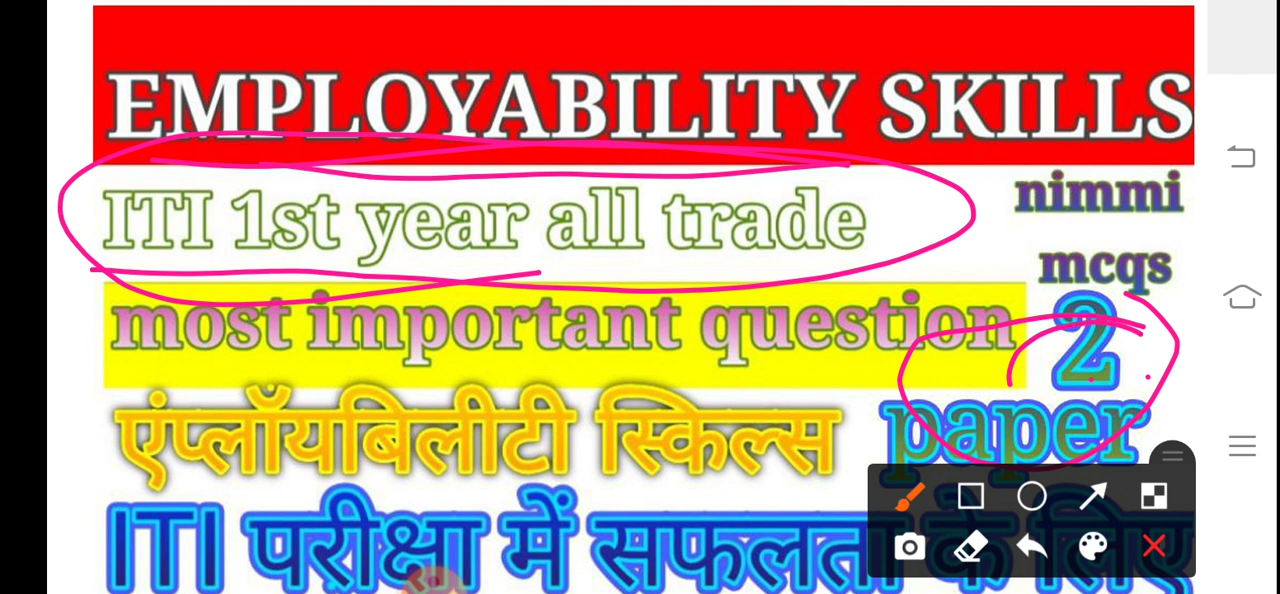 EMPLOYABILITY SKILLS
ITI 1st year all trade
nimmi
mcqs
most important question
2
एंप्लॉयबिलीटी स्किल्स
paper
ITI परीक्षा में सफलता के लिए